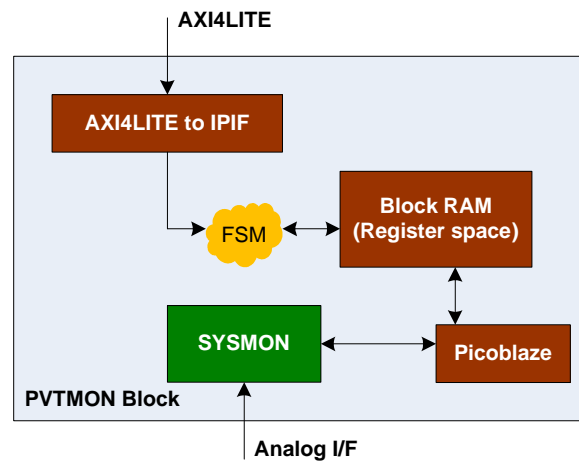 AXI4LITE
AXI4LITE to IPIF
Block RAM
(Register space)
FSM
SYSMON
Picoblaze
PVTMON Block
Analog I/F